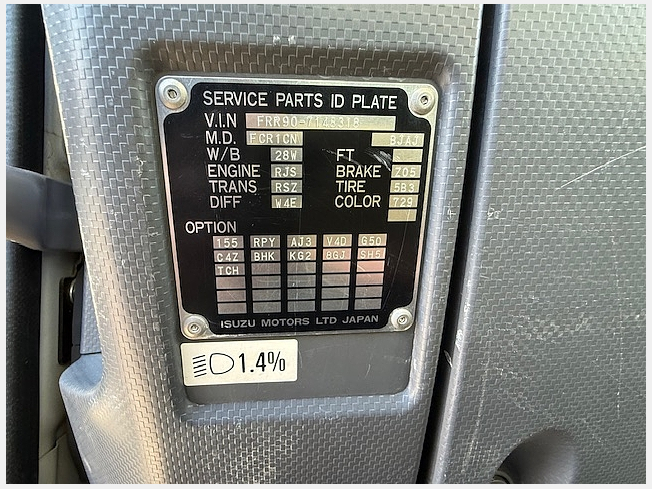 SERVICE PARTS ID PLATE
V.I.N FRR90-7148318
M.D. FCR1CN BJAJ
W/B 28W FT
ENGINE RJS BRAKE Z05
TRANS RSZ TIRE 5B3
DIFF W4E COLOR 729
OPTION
155 RPY AJ3 V4D G50
C4Z BHK KG2 8GJ SH5
TCH
ISUZU MOTORS LTD JAPAN
1.4%